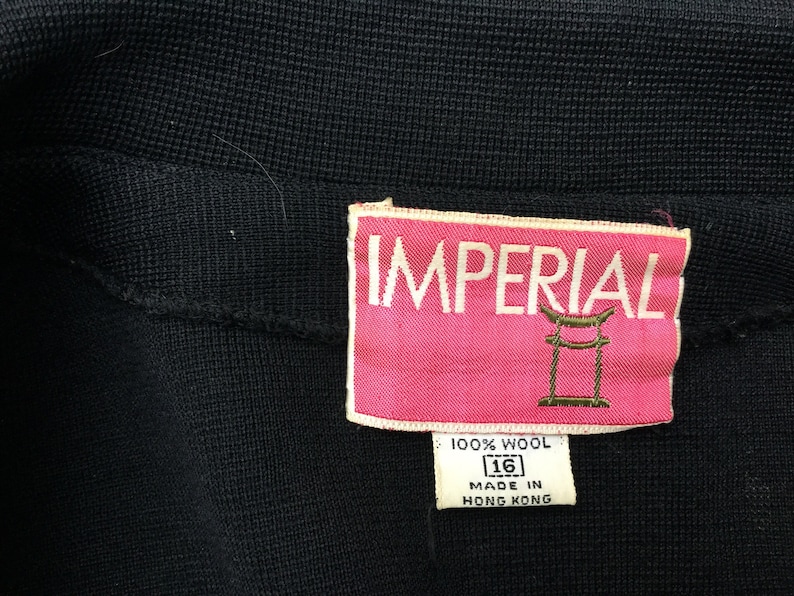 IMPERIAL
100% WOOL
16
MADE IN
HONG KONG